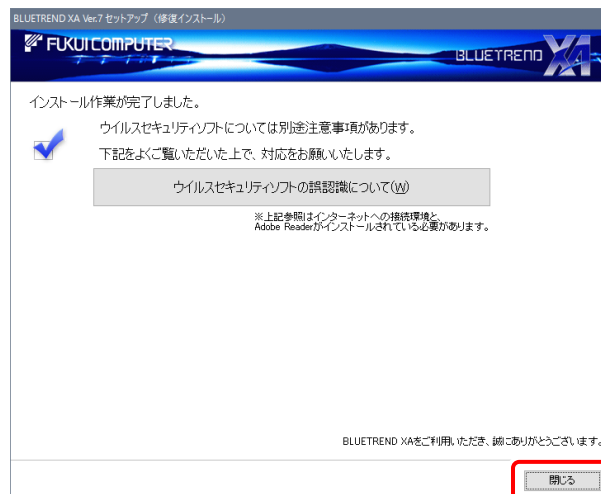 BLUETREND XA Ver.7 セットアップ（修復インストール）
FUKUI COMPUTER
BLUETREND XA
インストール作業が完了しました。
ウイルスセキュリティソフトについては別途注意事項があります。
下記をよくご覧いただいた上で、対応をお願いいたします。
ウイルスセキュリティソフトの誤認識について(W)
※上記参照はインターネットへの接続環境と、
Adobe Readerがインストールされている必要があります。
BLUETREND XAをご利用いただき、誠にありがとうございます。
閉じる